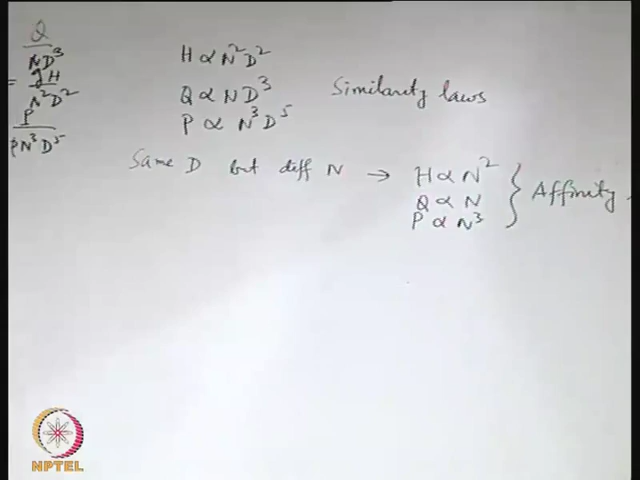 Q
ND³
= gH
N²D²
P
ρN³D⁵
H ∝ N²D²
Q ∝ ND³ Similarity laws
P ∝ N³D⁵
Same D but diff N → H ∝ N²
Q ∝ N } Affinity
P ∝ N³
NPTEL